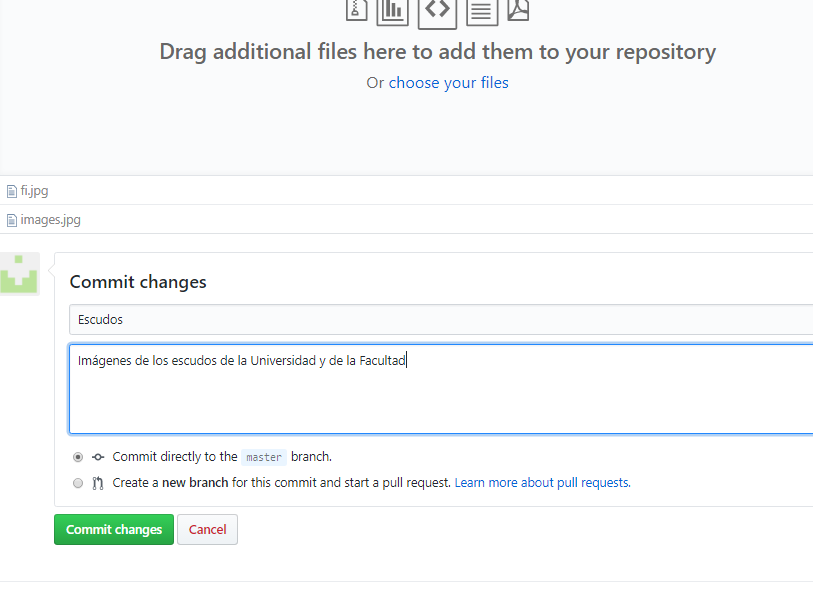 Drag additional files here to add them to your repository
Or choose your files
fi.jpg
images.jpg
Commit changes
Escudos
Imágenes de los escudos de la Universidad y de la Facultad
Commit directly to the master branch.
Create a new branch for this commit and start a pull request. Learn more about pull requests.
Commit changes Cancel